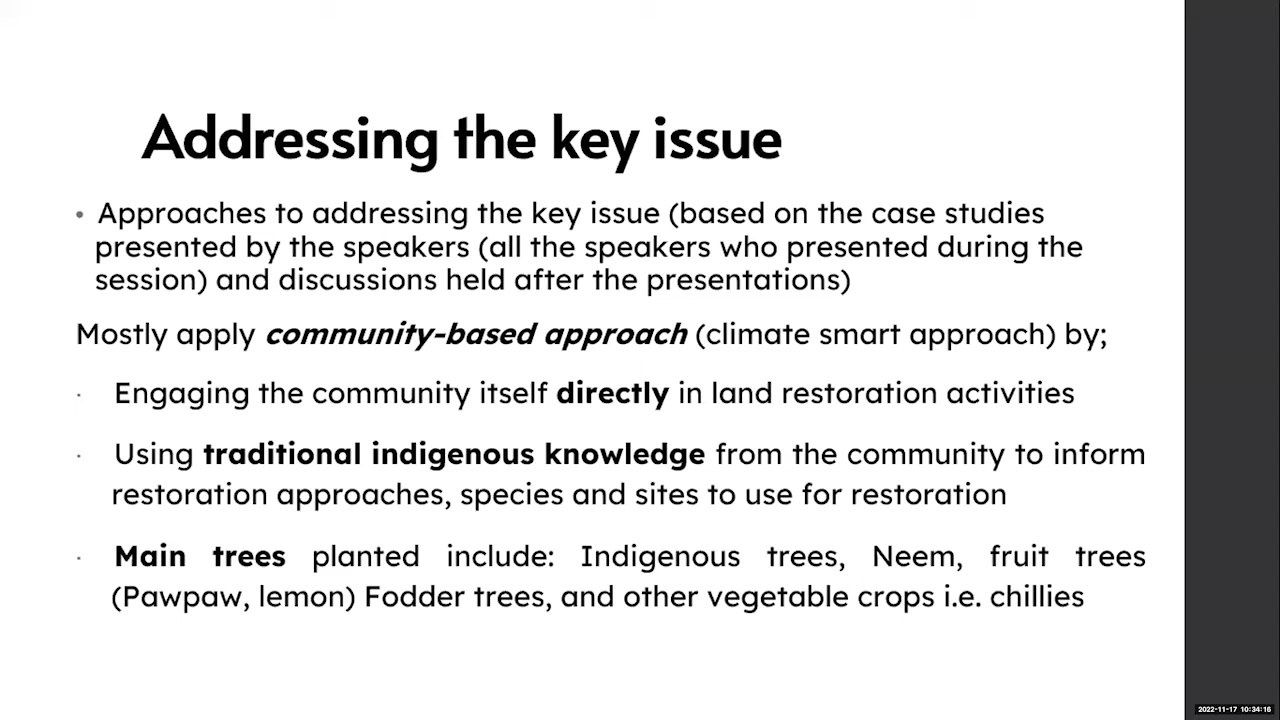 Addressing the key issue
• Approaches to addressing the key issue (based on the case studies
presented by the speakers (all the speakers who presented during the
session) and discussions held after the presentations)
Mostly apply community-based approach (climate smart approach) by;
· Engaging the community itself directly in land restoration activities
· Using traditional indigenous knowledge from the community to inform
restoration approaches, species and sites to use for restoration
· Main trees planted include: Indigenous trees, Neem, fruit trees
(Pawpaw, lemon) Fodder trees, and other vegetable crops i.e. chillies
2022-11-17 10:34:16